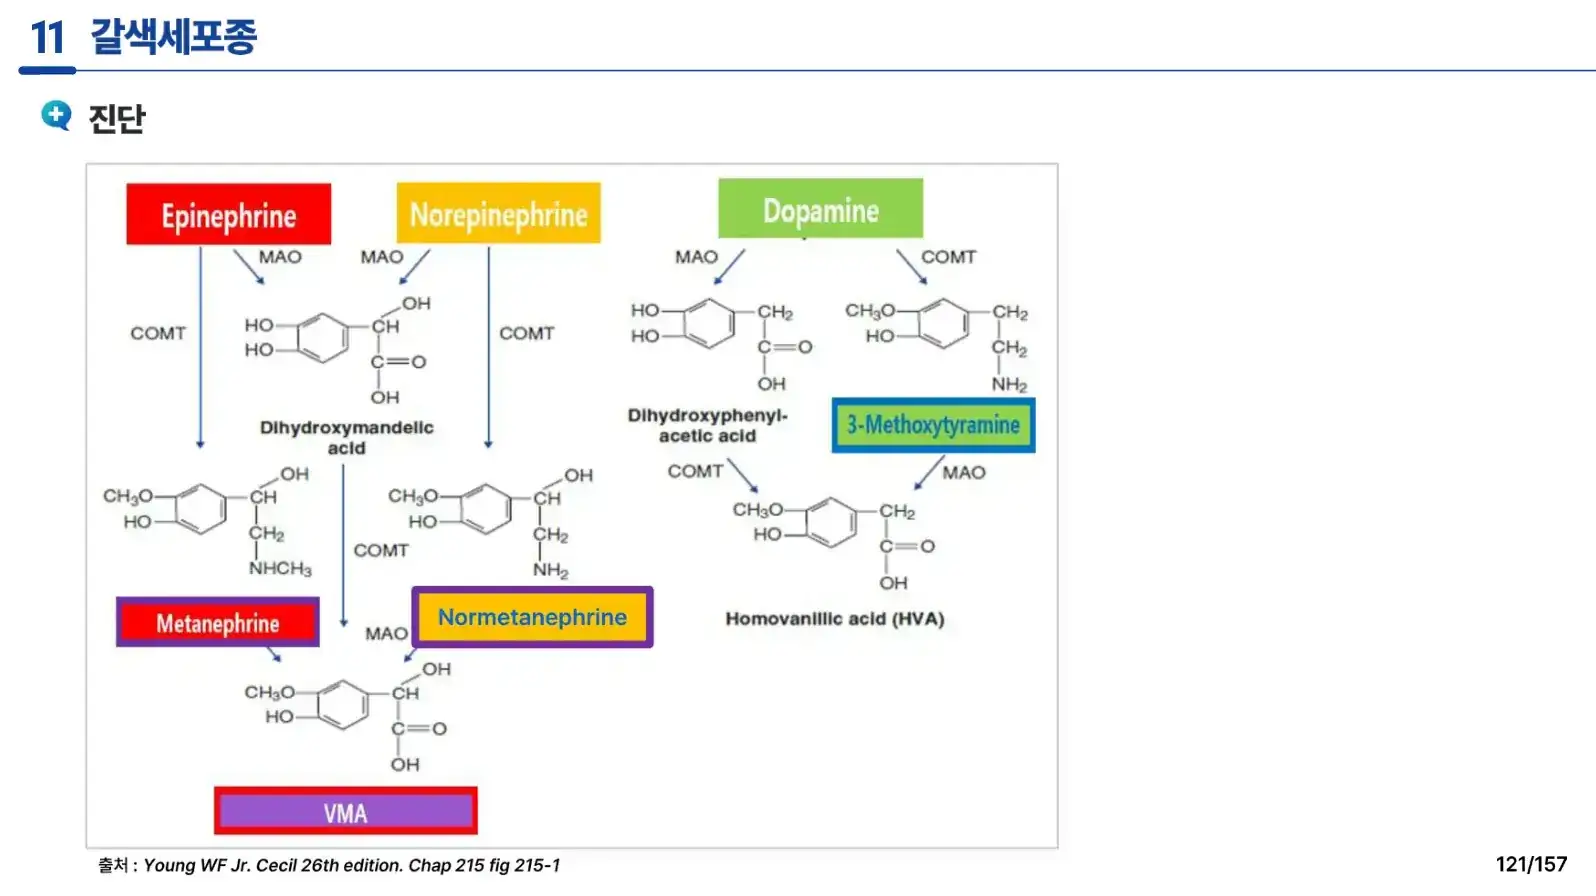 11 갈색세포종
진단
Epinephrine
Norepinephrine
Dopamine
MAO
MAO
MAO
COMT
COMT
COMT
HO
HO
OH
CH
C=O
OH
HO
HO
CH₂
C=O
OH
CH₃O
HO
CH₂
CH₂
NH₂
Dihydroxymandelic
acid
Dihydroxyphenyl-
acetic acid
3-Methoxytyramine
COMT
MAO
CH₃O
HO
OH
CH
CH₂
NHCH₃
CH₃O
HO
OH
CH
CH₂
NH₂
COMT
CH₃O
HO
CH₂
C=O
OH
Metanephrine
Normetanephrine
Homovanillic acid (HVA)
MAO
CH₃O
HO
OH
CH
C=O
OH
VMA
출처 : Young WF Jr. Cecil 26th edition. Chap 215 fig 215-1
121/157